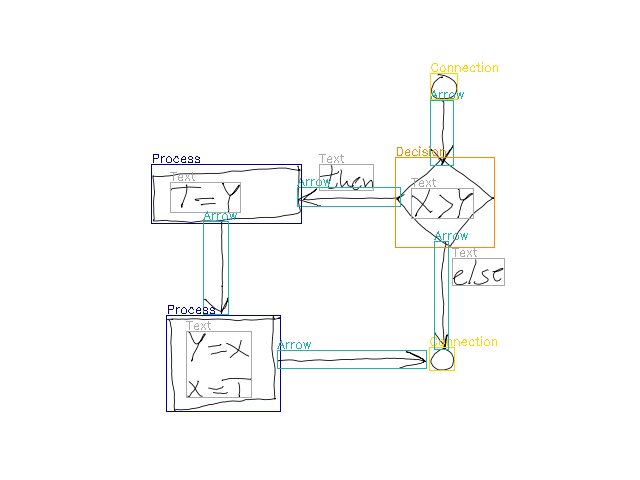 Connection
Arrow
Decision
Process
Text
then
Text
T=Y
Arrow
Text
X>Y
Arrow
Arrow
Text
else
Process
Text
Y=X
X=T
Arrow
Connection